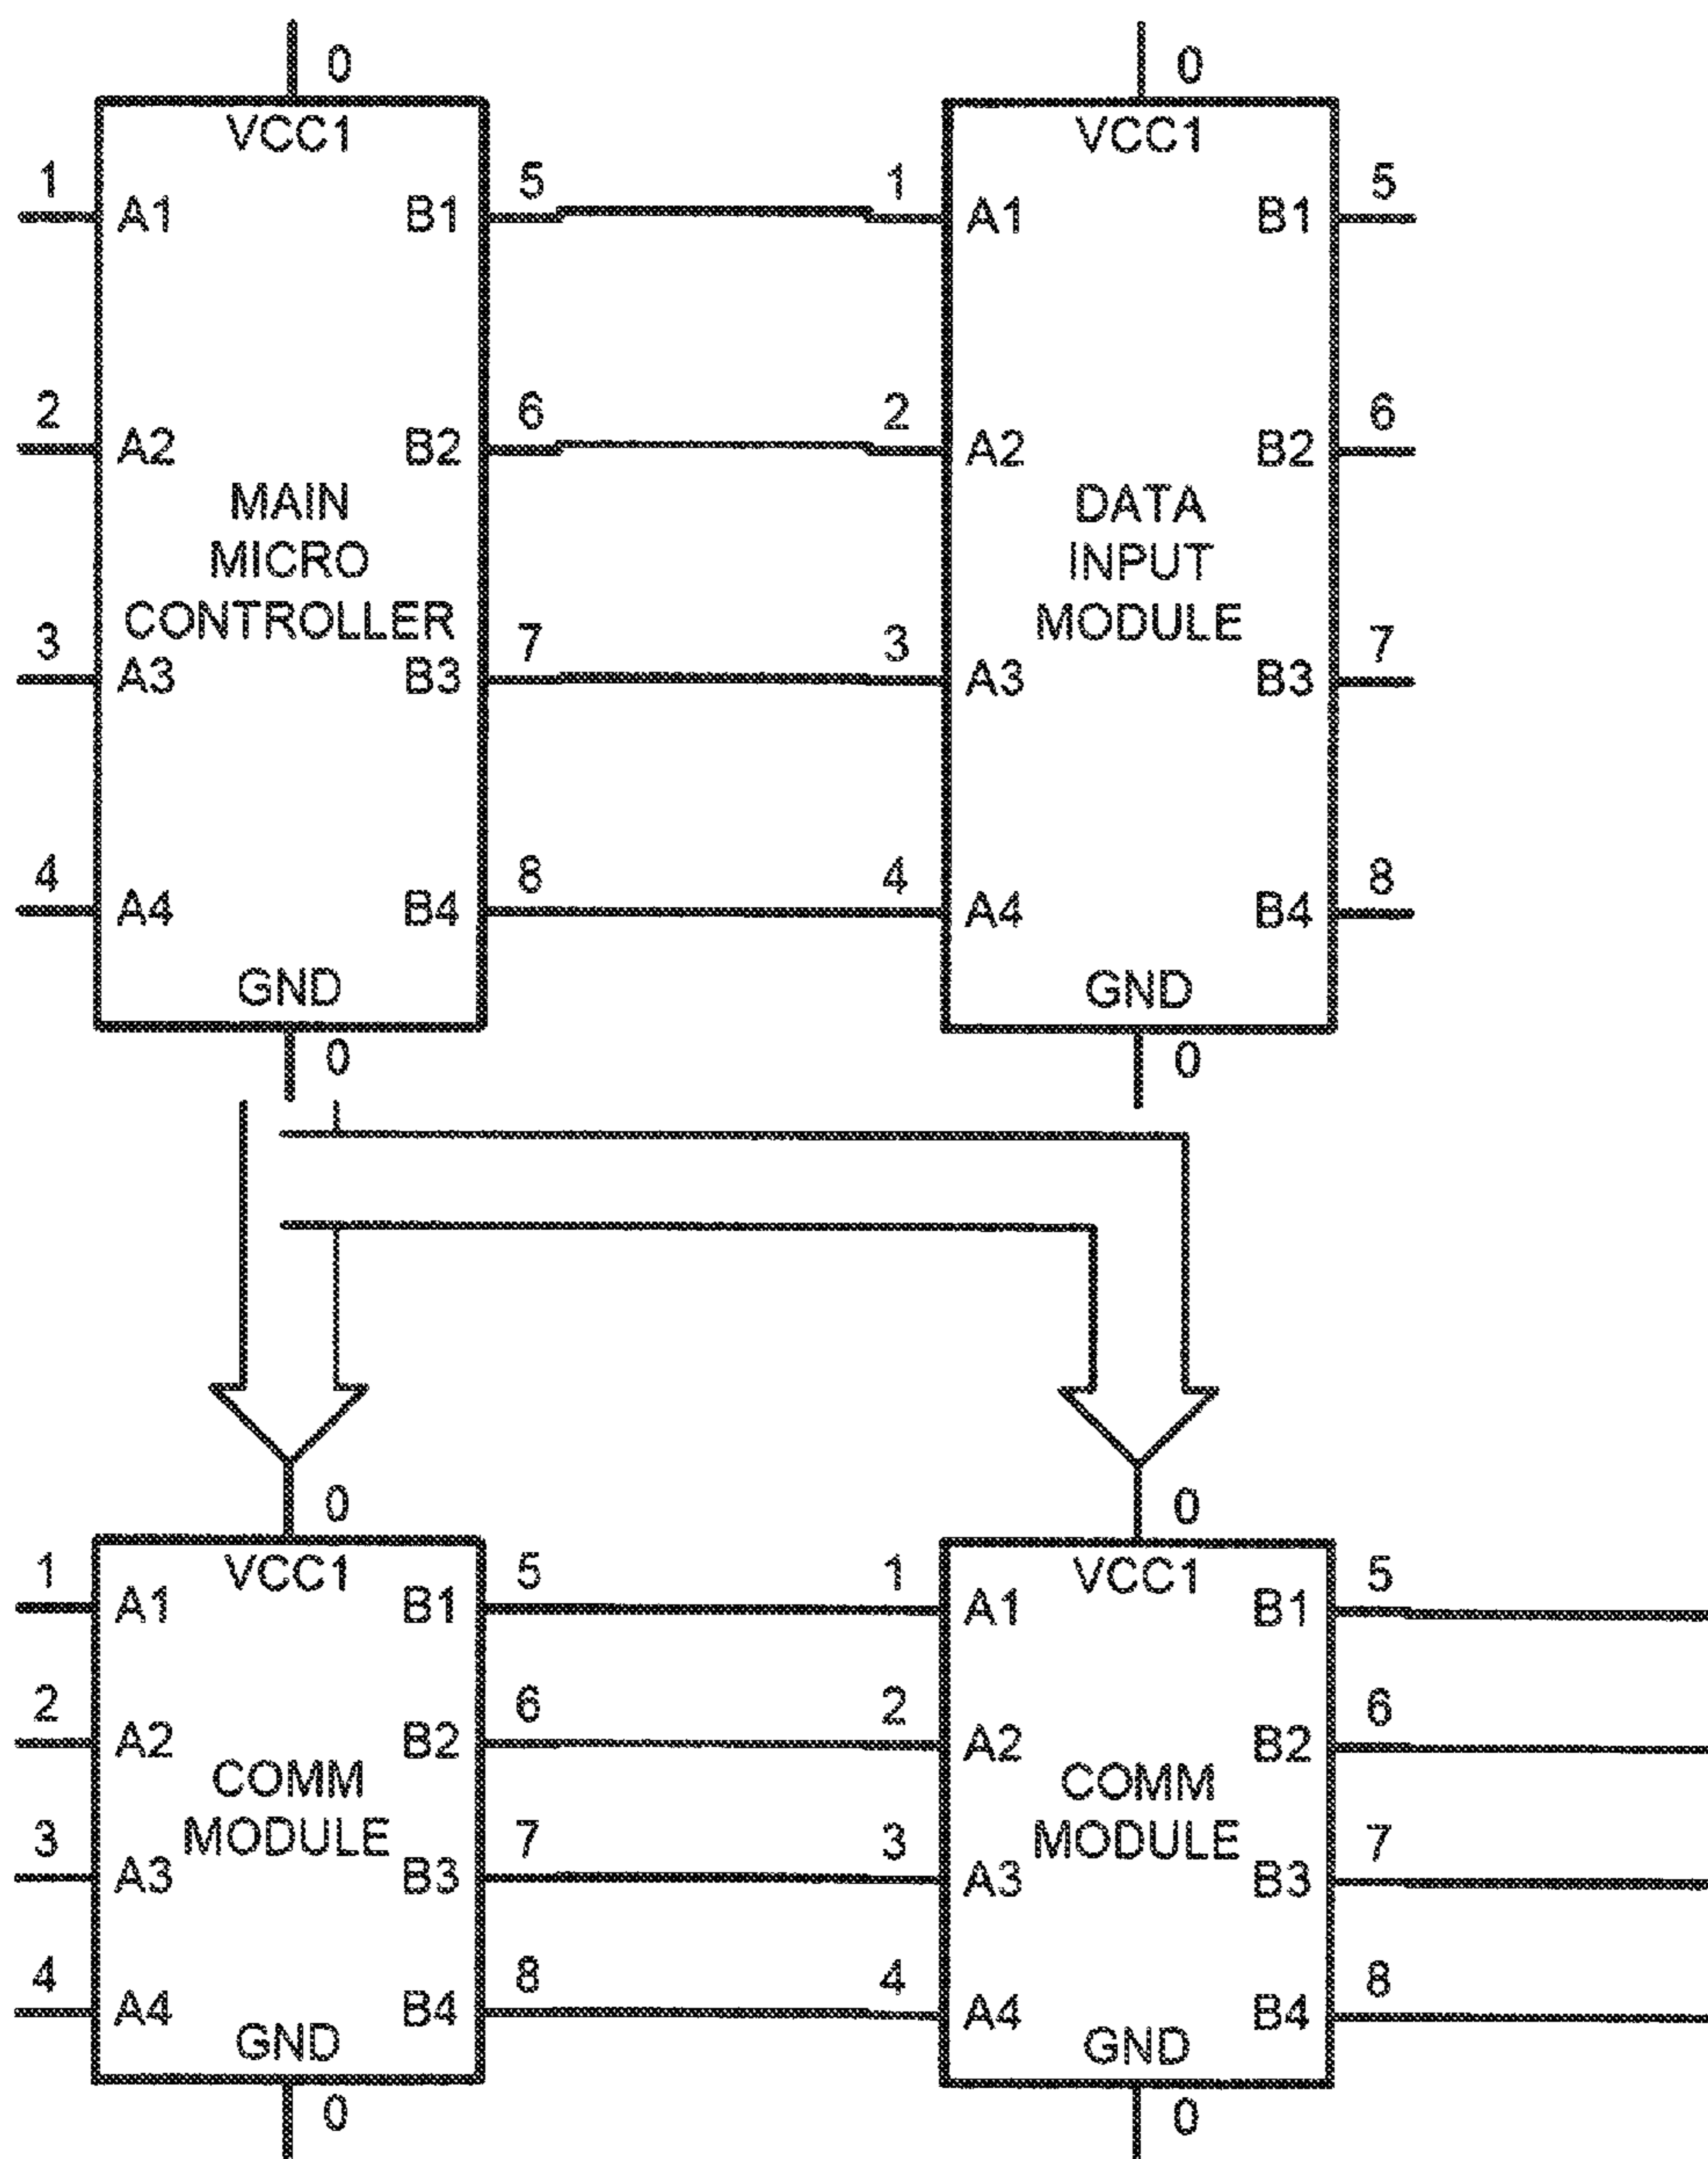 0 0
VCC1 VCC1
1 5 1 5
A1 B1 A1 B1
2 6 2 6
A2 B2 A2 B2
MAIN DATA
MICRO INPUT
CONTROLLER MODULE
3 7 3 7
A3 B3 A3 B3
4 8 4 8
A4 B4 A4 B4
GND GND
0 0
0 0
VCC1 VCC1
1 5 1 5
A1 B1 A1 B1
2 6 2 6
A2 B2 A2 B2
COMM COMM
MODULE MODULE
3 7 3 7
A3 B3 A3 B3
4 8 4 8
A4 B4 A4 B4
GND GND
0 0